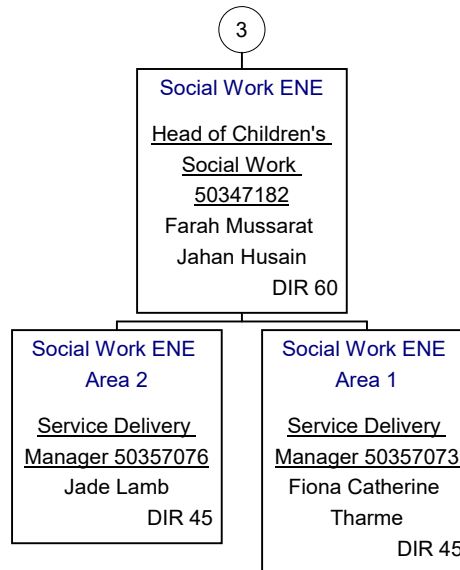 3
Social Work ENE
Head of Children's
Social Work
50347182
Farah Mussarat
Jahan Husain
DIR 60
Social Work ENE
Area 2
Service Delivery
Manager 50357076
Jade Lamb
DIR 45
Social Work ENE
Area 1
Service Delivery
Manager 50357073
Fiona Catherine
Tharme
DIR 45